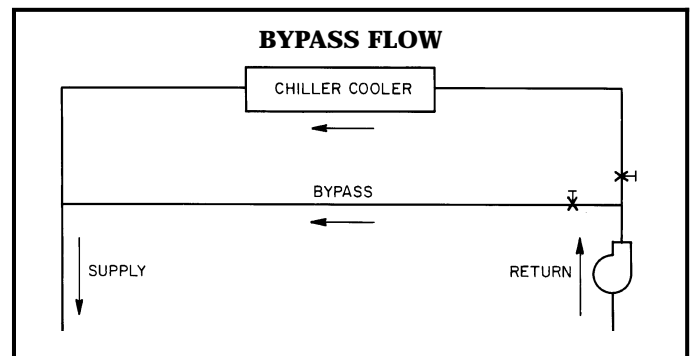 BYPASS FLOW
CHILLER COOLER
BYPASS
SUPPLY
RETURN